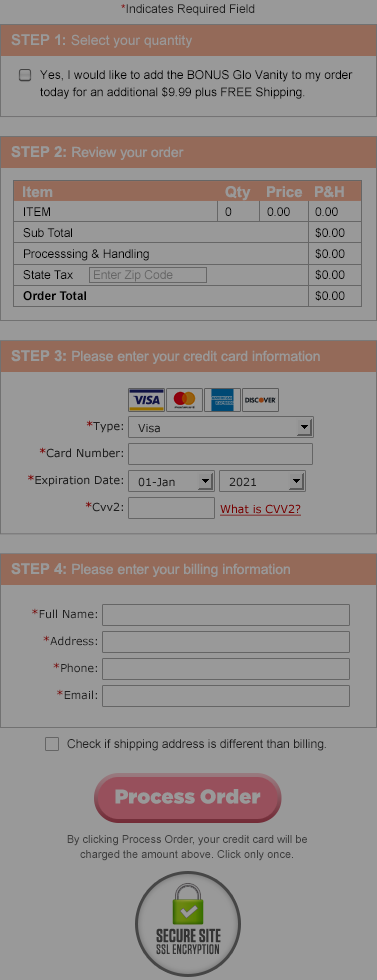 *Indicates Required Field
STEP 1: Select your quantity
Yes, I would like to add the BONUS Glo Vanity to my order
today for an additional $9.99 plus FREE Shipping.
STEP 2: Review your order
Item Qty Price P&H
ITEM 0 0.00 0.00
Sub Total $0.00
Processsing & Handling $0.00
State Tax Enter Zip Code $0.00
Order Total $0.00
STEP 3: Please enter your credit card information
VISA MasterCard AMERICAN EXPRESS DISCOVER
*Type: Visa
*Card Number:
*Expiration Date: 01-Jan 2021
*Cvv2: What is CVV2?
STEP 4: Please enter your billing information
*Full Name:
*Address:
*Phone:
*Email:
Check if shipping address is different than billing.
Process Order
By clicking Process Order, your credit card will be
charged the amount above. Click only once.
SECURE SITE
SSL ENCRYPTION